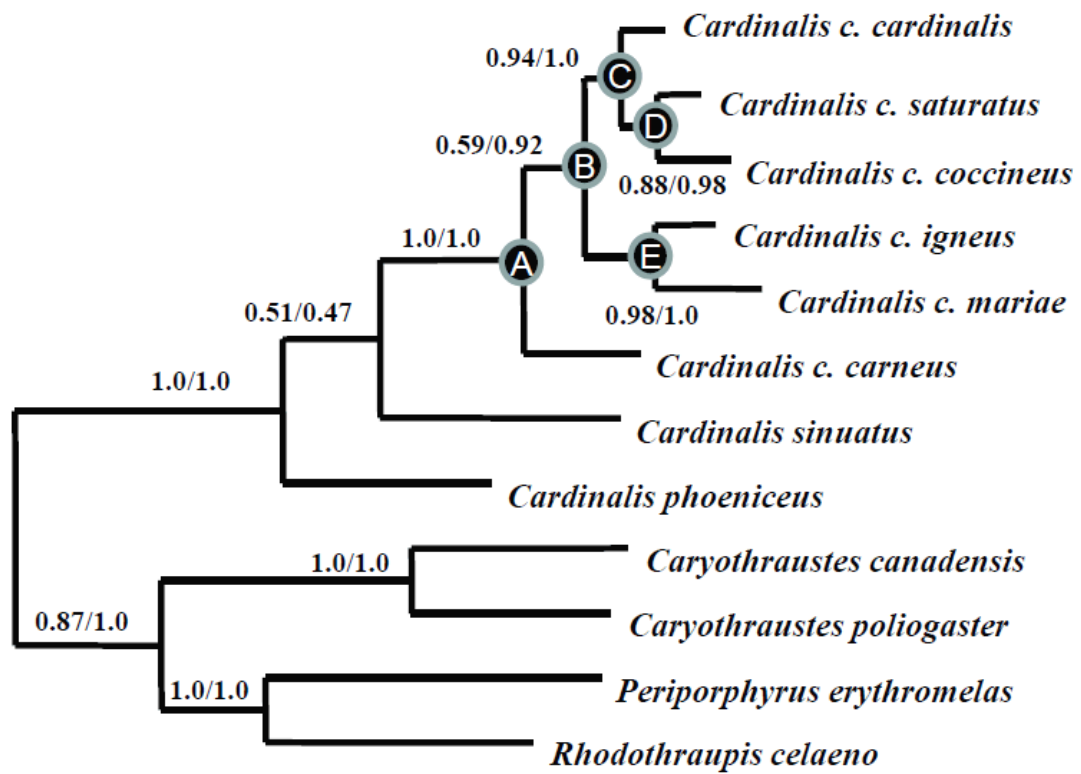 Cardinalis c. cardinalis
0.94/1.0
C
Cardinalis c. saturatus
D
0.59/0.92
B
Cardinalis c. coccineus
0.88/0.98
1.0/1.0
Cardinalis c. igneus
A
E
Cardinalis c. mariae
0.98/1.0
0.51/0.47
Cardinalis c. carneus
1.0/1.0
Cardinalis sinuatus
Cardinalis phoeniceus
1.0/1.0
Caryothraustes canadensis
0.87/1.0
Caryothraustes poliogaster
1.0/1.0
Periporphyrus erythromelas
Rhodothraupis celaeno